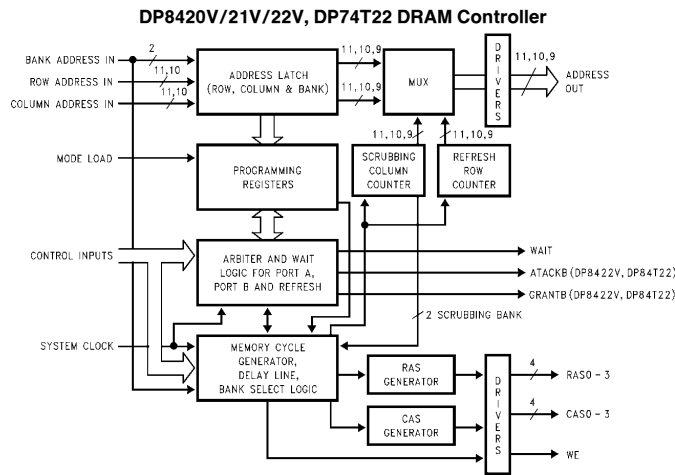 DP8420V/21V/22V, DP74T22 DRAM Controller
BANK ADDRESS IN
2
ROW ADDRESS IN
11,10
COLUMN ADDRESS IN
11,10
ADDRESS LATCH
(ROW, COLUMN & BANK)
11,10,9
11,10,9
MUX
DRIVERS
11,10,9
ADDRESS
OUT
11,10,9
11,10,9
MODE LOAD
PROGRAMMING
REGISTERS
SCRUBBING
COLUMN
COUNTER
REFRESH
ROW
COUNTER
CONTROL INPUTS
ARBITER AND WAIT
LOGIC FOR PORT A,
PORT B AND REFRESH
WAIT
ATACKB (DP8422V, DP84T22)
GRANTB (DP8422V, DP84T22)
2 SCRUBBING BANK
SYSTEM CLOCK
MEMORY CYCLE
GENERATOR,
DELAY LINE,
BANK SELECT LOGIC
RAS
GENERATOR
CAS
GENERATOR
DRIVERS
4
RAS0 - 3
4
CAS0 - 3
WE